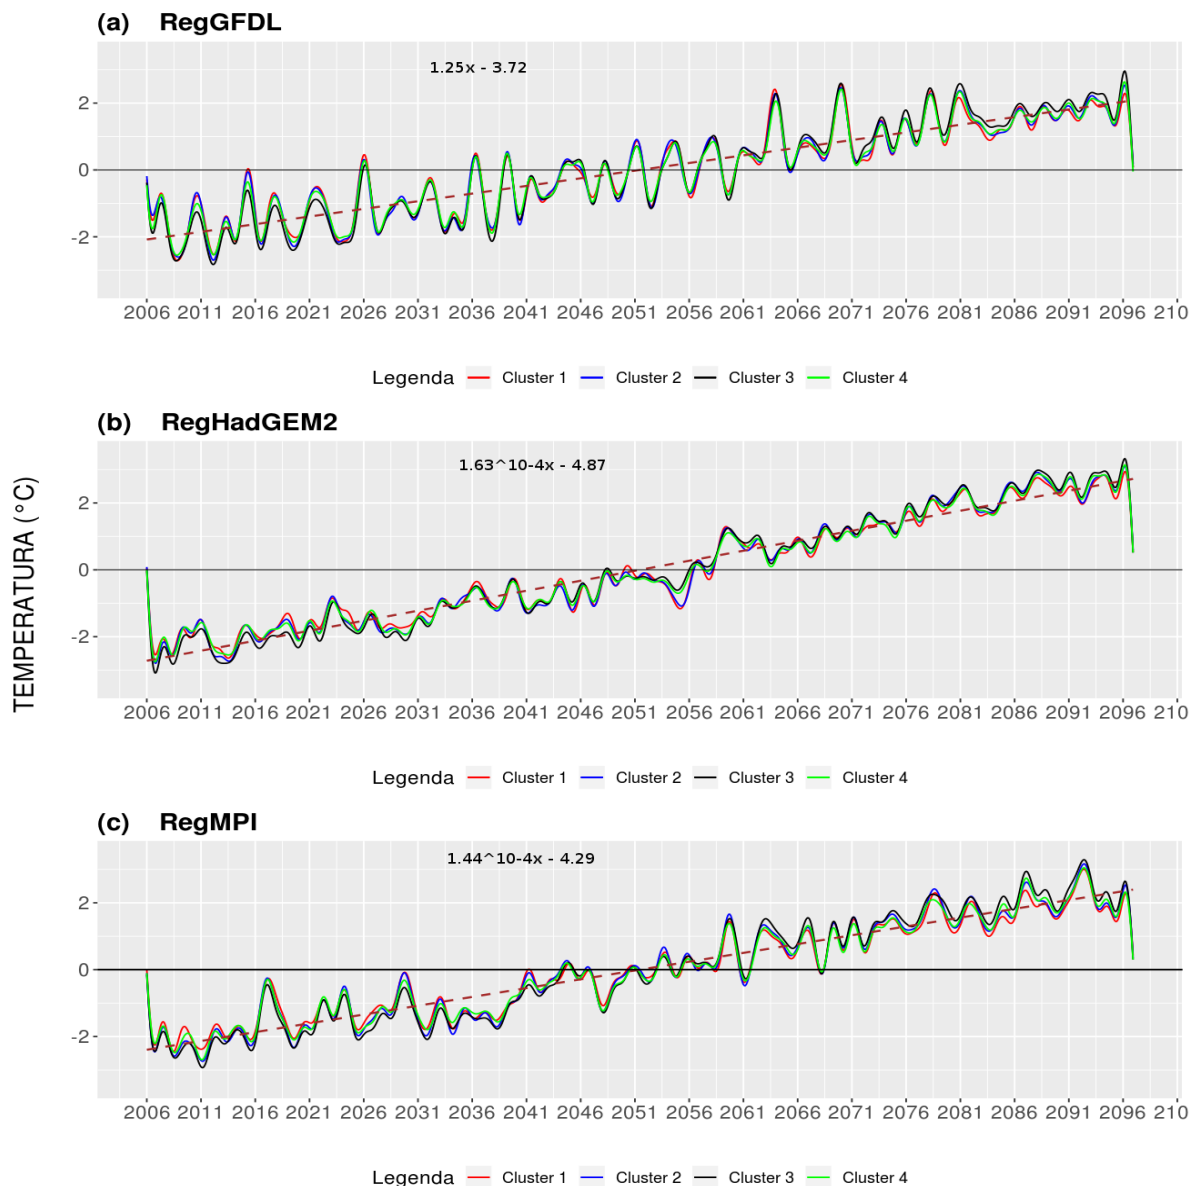 (a) RegGFDL
1.25x - 3.72
2
0
-2
2006 2011 2016 2021 2026 2031 2036 2041 2046 2051 2056 2061 2066 2071 2076 2081 2086 2091 2096 210
Legenda Cluster 1 Cluster 2 Cluster 3 Cluster 4
(b) RegHadGEM2
1.63^10-4x - 4.87
2
0
-2
2006 2011 2016 2021 2026 2031 2036 2041 2046 2051 2056 2061 2066 2071 2076 2081 2086 2091 2096 210
TEMPERATURA (°C)
Legenda Cluster 1 Cluster 2 Cluster 3 Cluster 4
(c) RegMPI
1.44^10-4x - 4.29
2
0
-2
2006 2011 2016 2021 2026 2031 2036 2041 2046 2051 2056 2061 2066 2071 2076 2081 2086 2091 2096 210
Legenda Cluster 1 Cluster 2 Cluster 3 Cluster 4